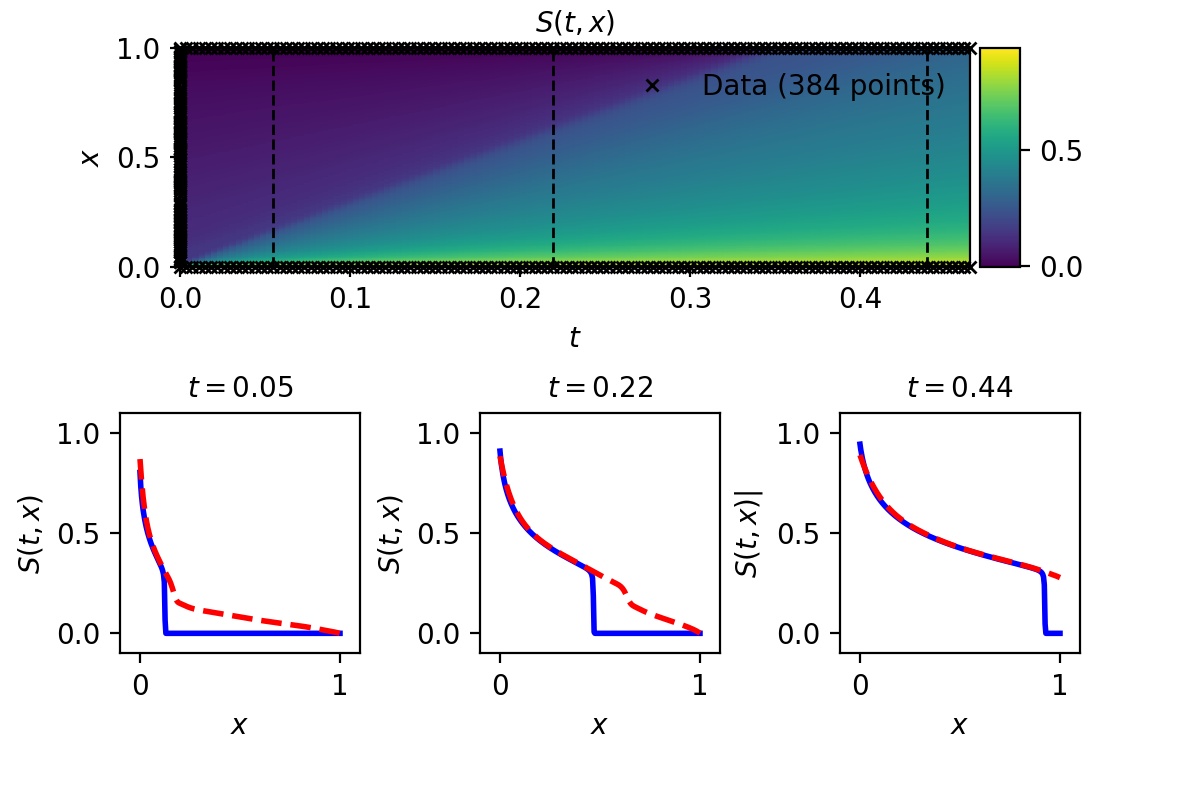 S(t, x)
1.0
0.5
0.0
x
× Data (384 points)
0.5
0.0
0.0 0.1 0.2 0.3 0.4
t
t = 0.05 t = 0.22 t = 0.44
1.0 1.0 1.0
0.5 0.5 0.5
0.0 0.0 0.0
S(t, x) S(t, x) S(t, x)|
0 1 0 1 0 1
x x x